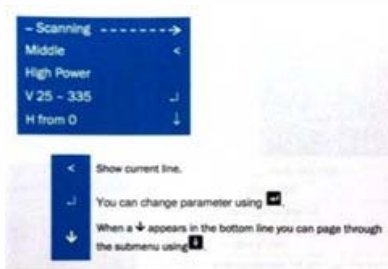 – Scanning - - - - - - - - →
Middle <
High Power
V 25 – 335 ↵
H from 0 ↓
< Show current line.
↵ You can change parameter using ↵.
↓ When a ↓ appears in the bottom line you can page through
the submenu using ↓.